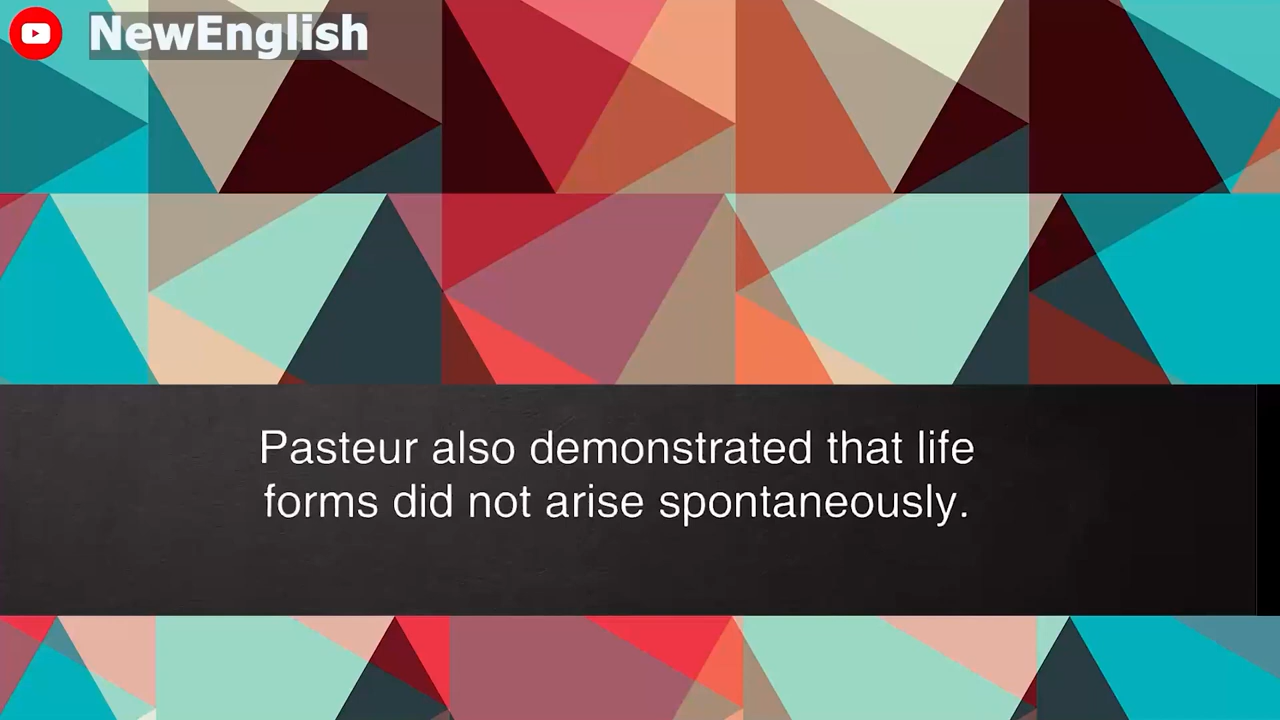 NewEnglish
Pasteur also demonstrated that life
forms did not arise spontaneously.